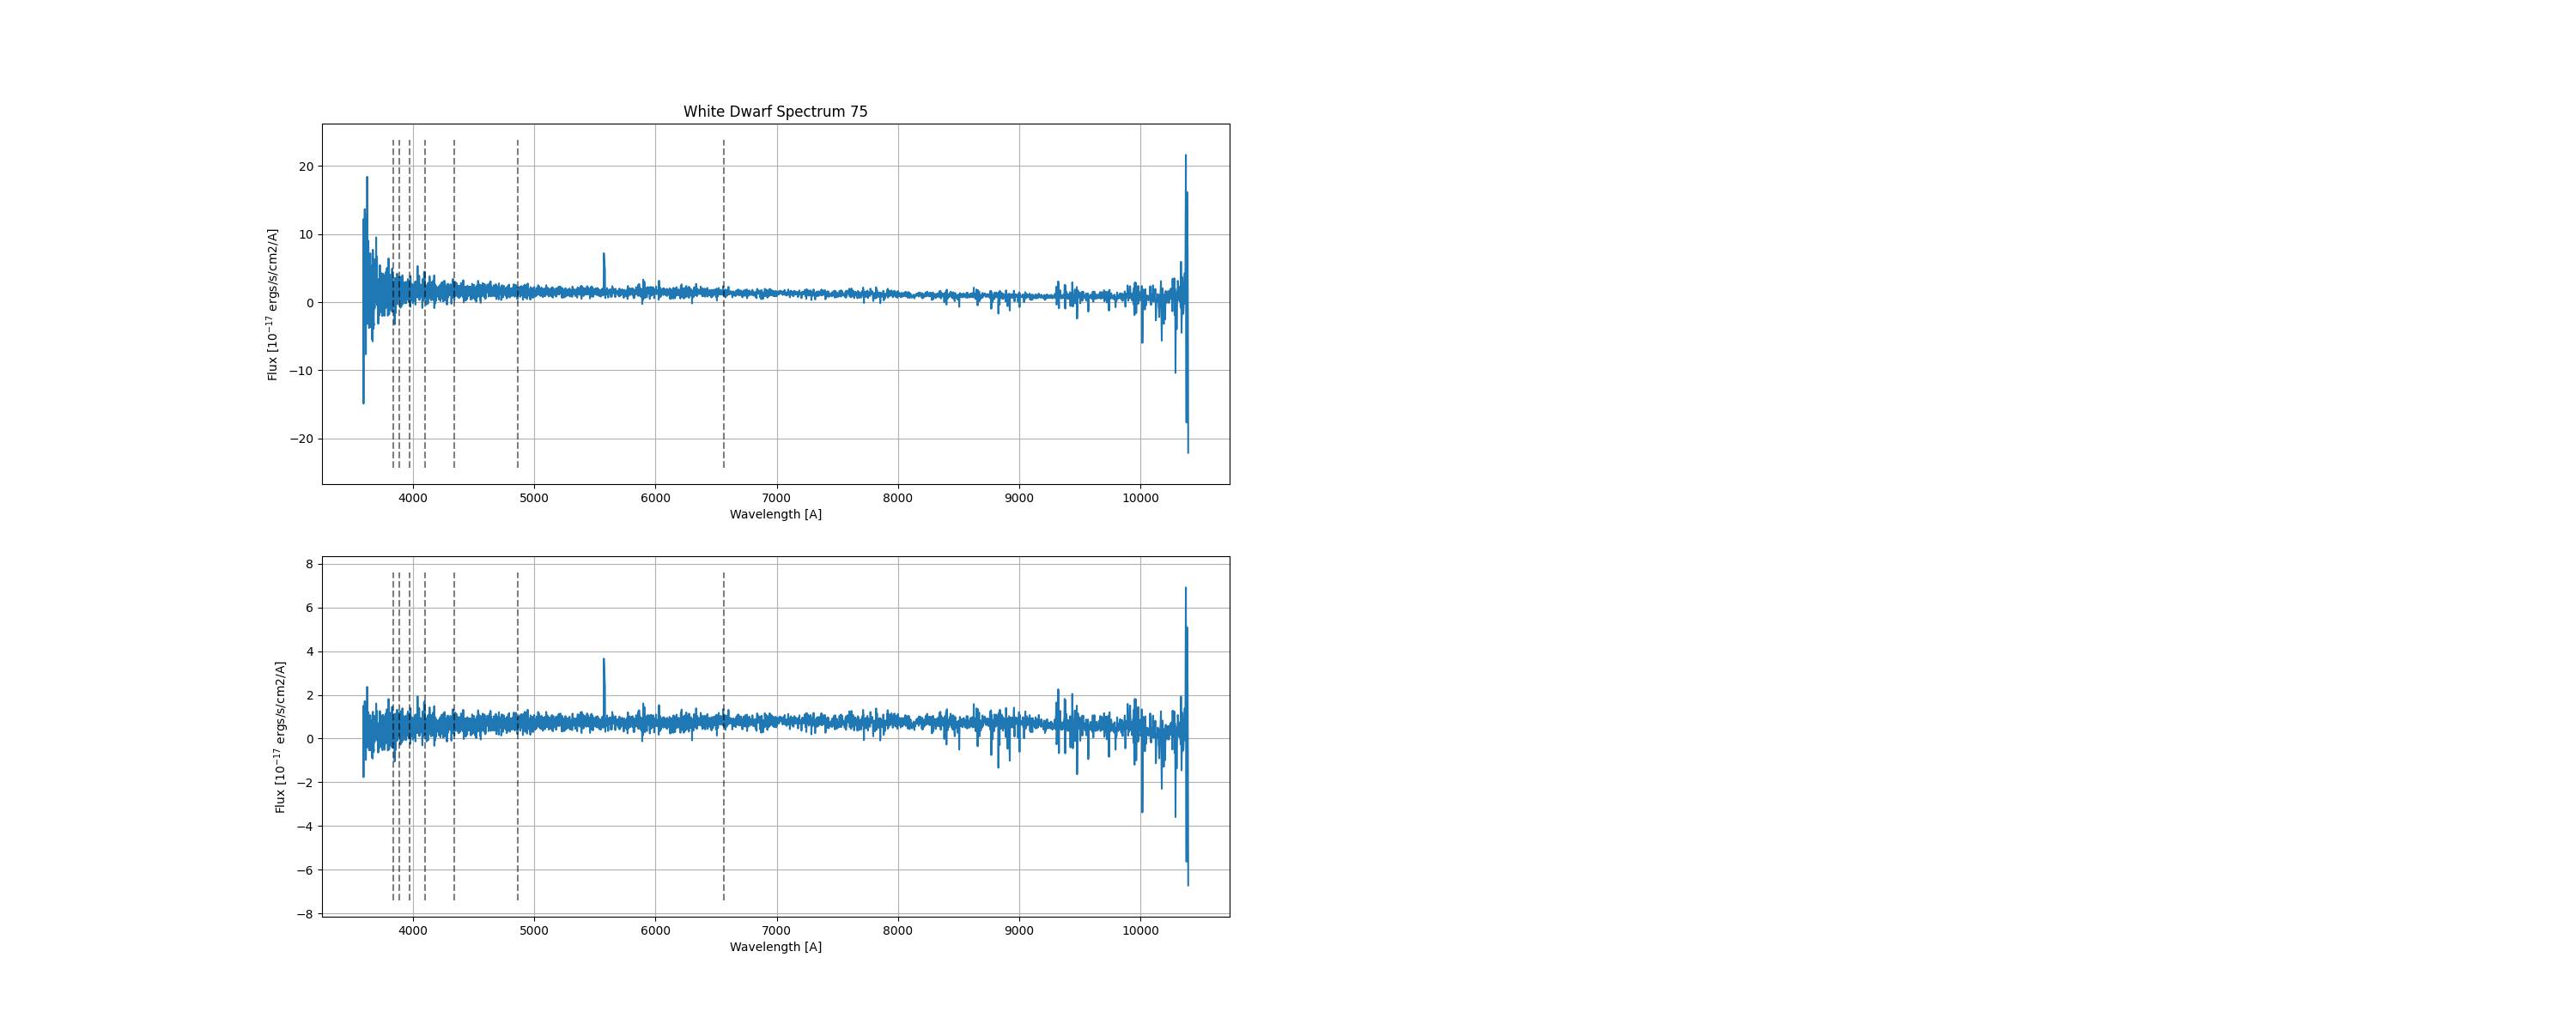 White Dwarf Spectrum 75
20
10
0
−10
−20
Flux [10⁻¹⁷ ergs/s/cm2/A]
4000 5000 6000 7000 8000 9000 10000
Wavelength [A]
8
6
4
2
0
−2
−4
−6
−8
Flux [10⁻¹⁷ ergs/s/cm2/A]
4000 5000 6000 7000 8000 9000 10000
Wavelength [A]